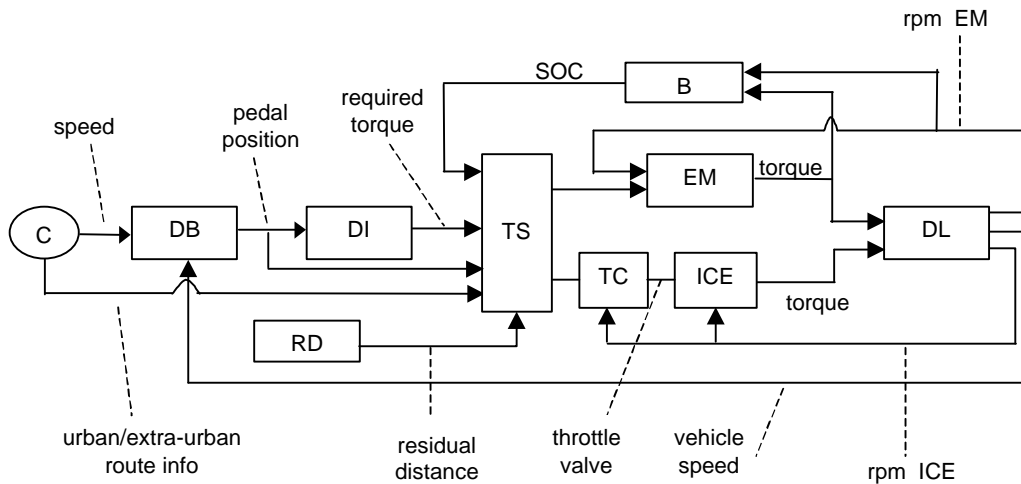 rpm EM
SOC
B
speed
pedal
position
required
torque
EM
torque
C
DB
DI
TS
DL
TC
ICE
torque
RD
urban/extra-urban
route info
residual
distance
throttle
valve
vehicle
speed
rpm ICE